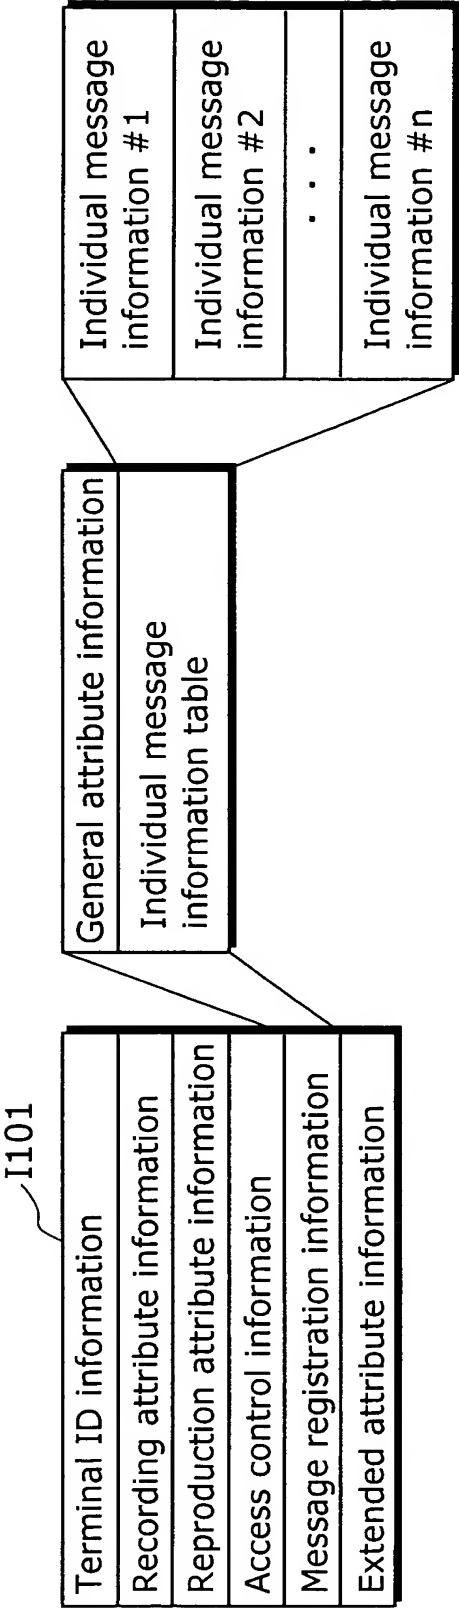 I101
Terminal ID information
Recording attribute information
Reproduction attribute information
Access control information
Message registration information
Extended attribute information
General attribute information
Individual message
information table
Individual message
information #1
Individual message
information #2
. . .
Individual message
information #n